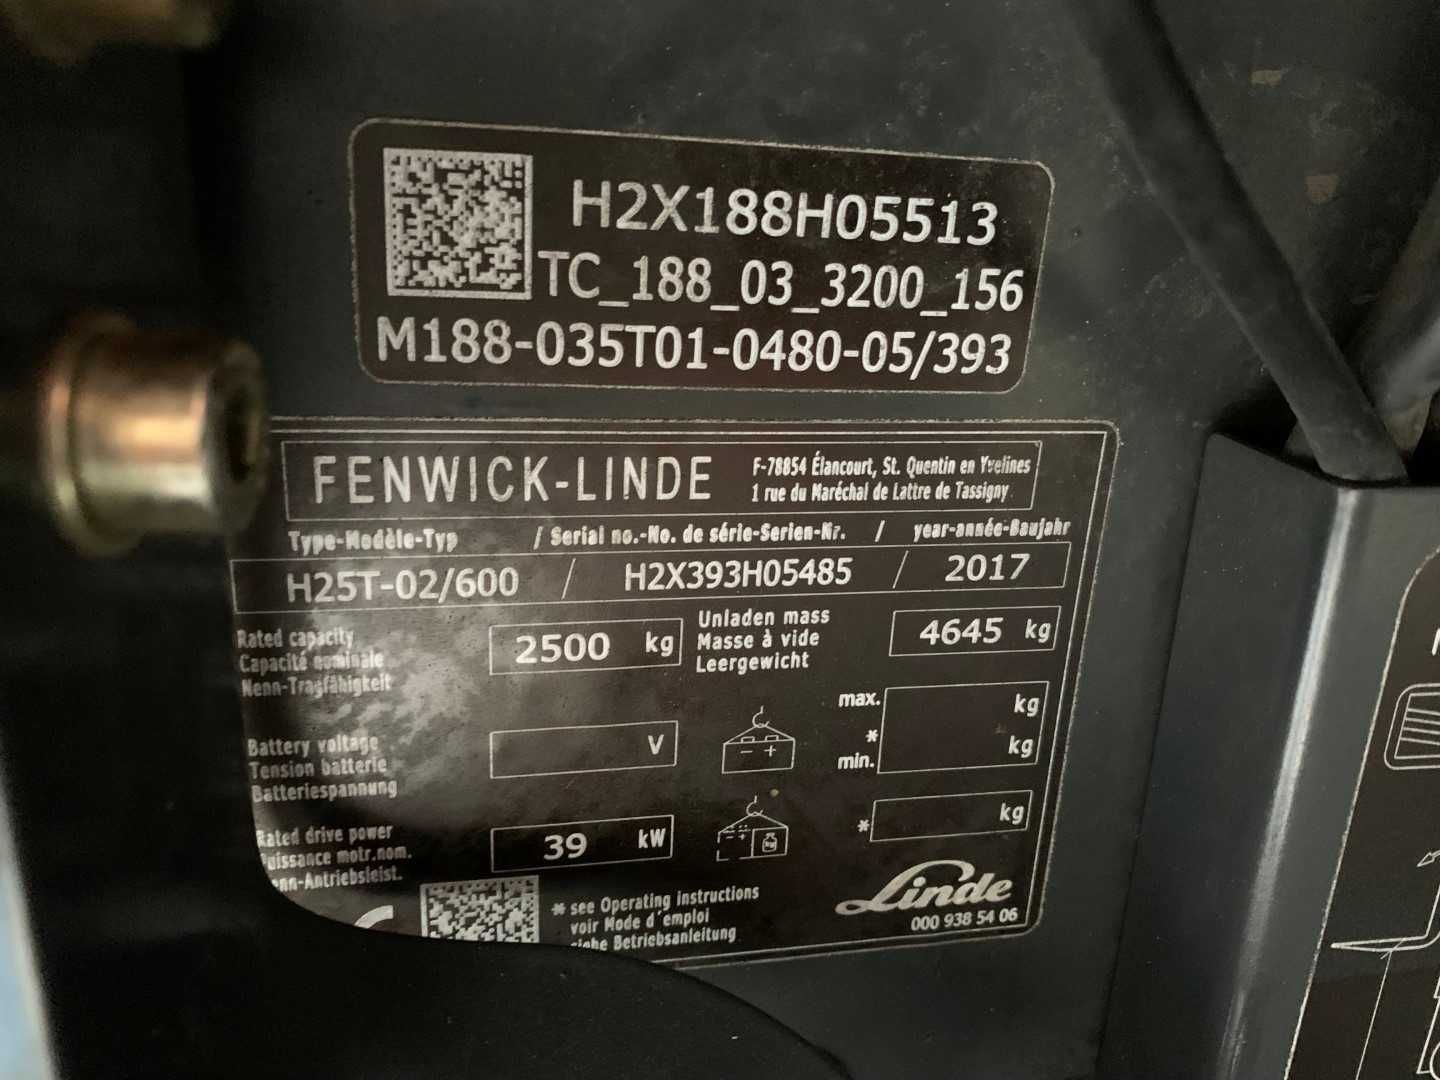 H2X188H05513
TC_188_03_3200_156
M188-035T01-0480-05/393
FENWICK-LINDE
F-78854 Élancourt, St. Quentin en Yvelines
1 rue du Maréchal de Lattre de Tassigny
Type-Modèle-Typ / Serial no.-No. de série-Serien-Nr. / year-année-Baujahr
H25T-02/600 / H2X393H05485 / 2017
Rated capacity
Capacité nominale
Nenn-Tragfähigkeit
2500 kg
Unladen mass
Masse à vide
Leergewicht
4645 kg
Battery voltage
Tension batterie
Batteriespannung
V
max. kg
*
min. kg
Rated drive power
uissance motr.nom.
nn-Antriebsleist.
39 kW
* kg
* see Operating instructions
voir Mode d'emploi
iehe Betriebsanleitung
Linde
000 938 54 06